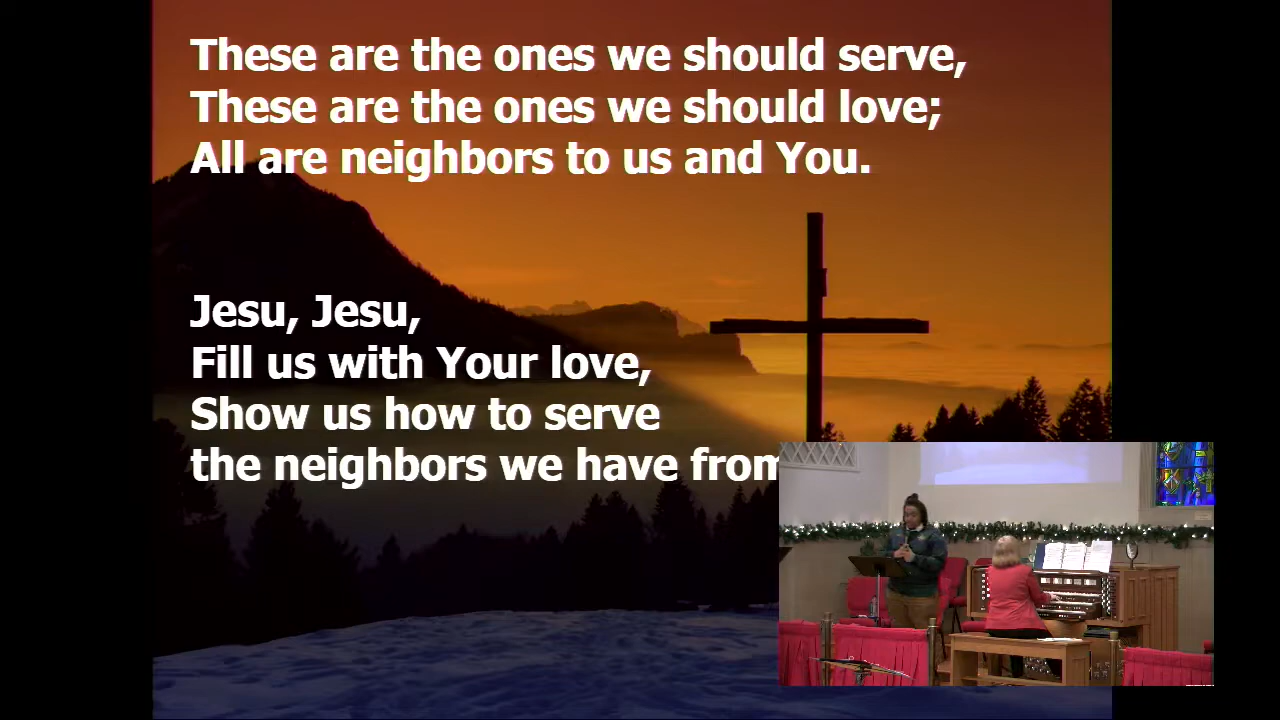 These are the ones we should serve,
These are the ones we should love;
All are neighbors to us and You.
Jesu, Jesu,
Fill us with Your love,
Show us how to serve
the neighbors we have from